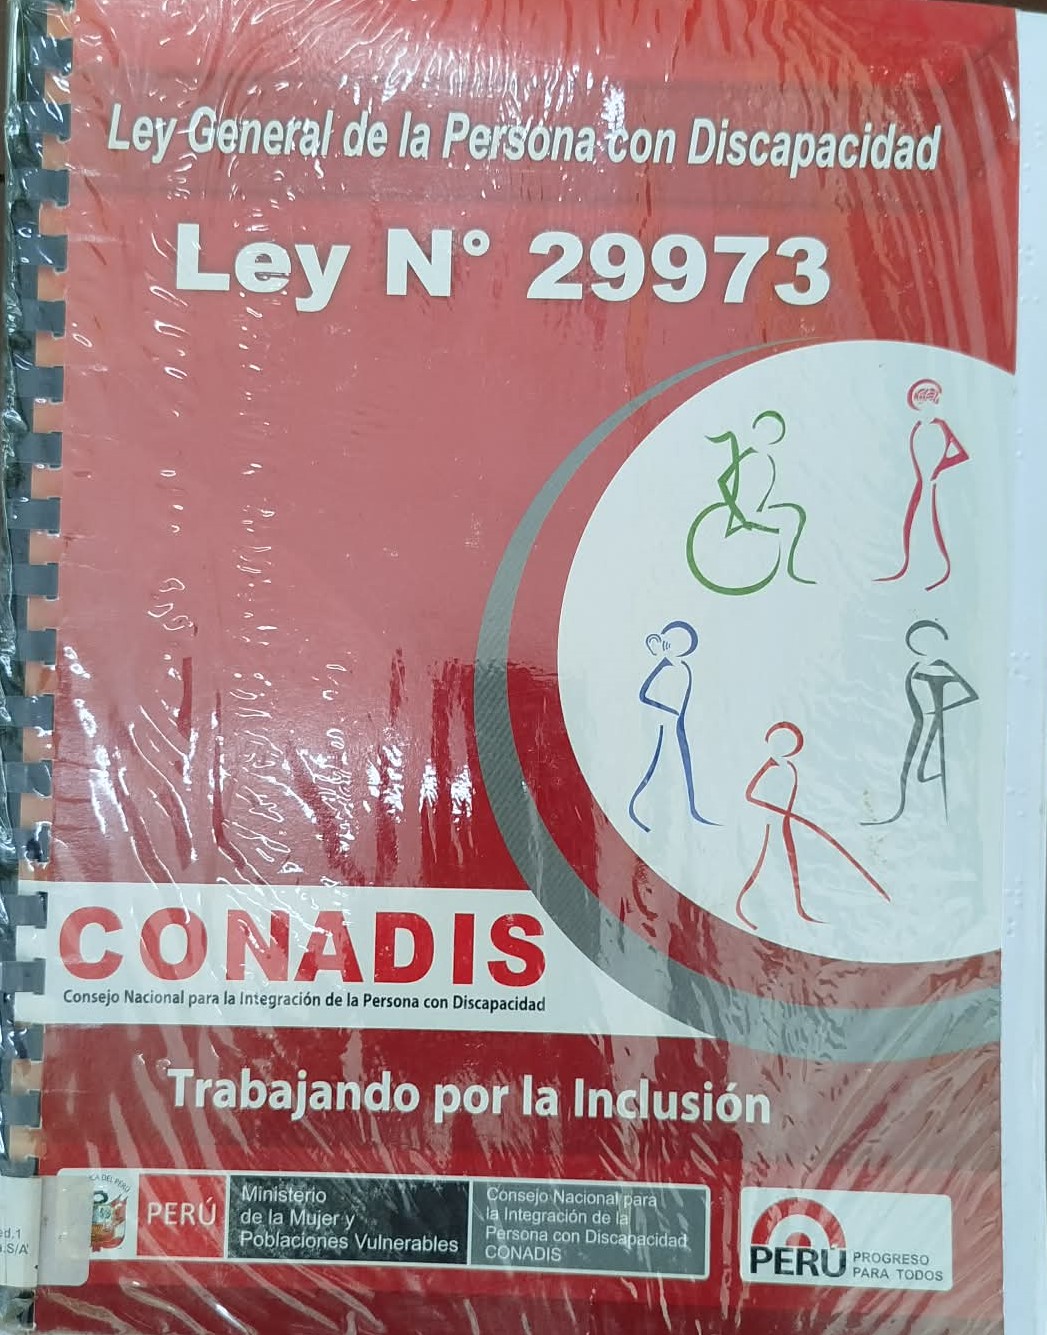 Ley General de la Persona con Discapacidad
Ley N° 29973
CONADIS
Consejo Nacional para la Integración de la Persona con Discapacidad
Trabajando por la Inclusión
PERÚ
Ministerio
de la Mujer y
Poblaciones Vulnerables
Consejo Nacional para
la Integración de la
Persona con Discapacidad
CONADIS
PERÚ
PROGRESO
PARA TODOS